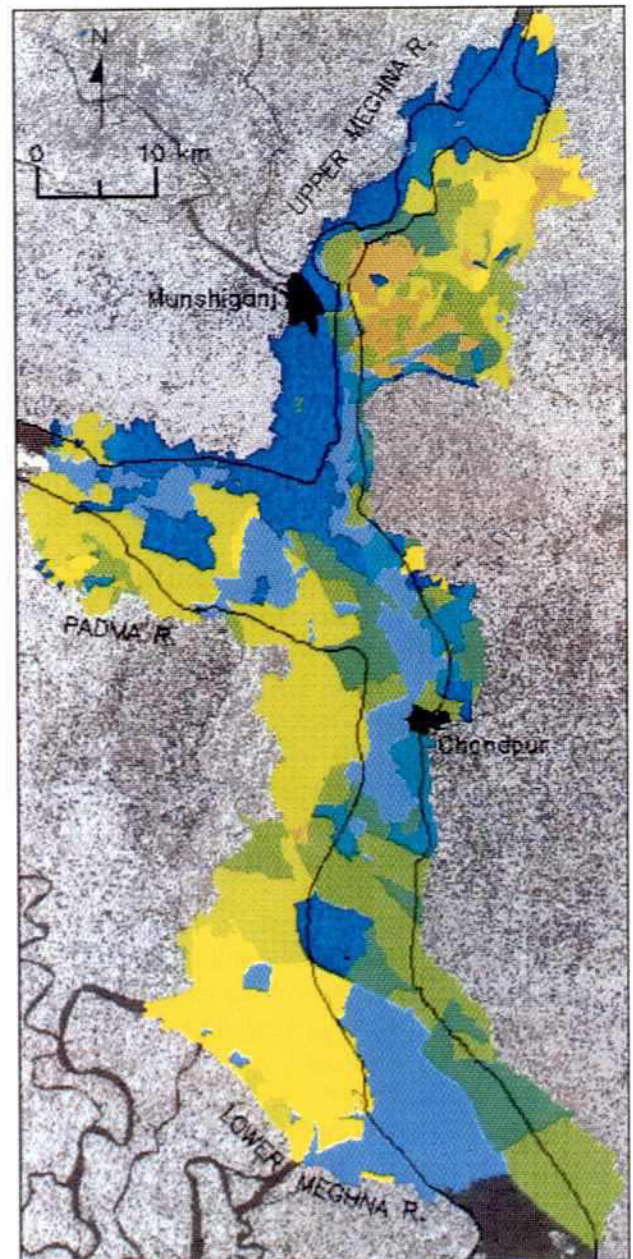 N
0 10 km
UPPER MEGHNA R.
Munshiganj
PADMA R.
Chandpur
LOWER MEGHNA R.